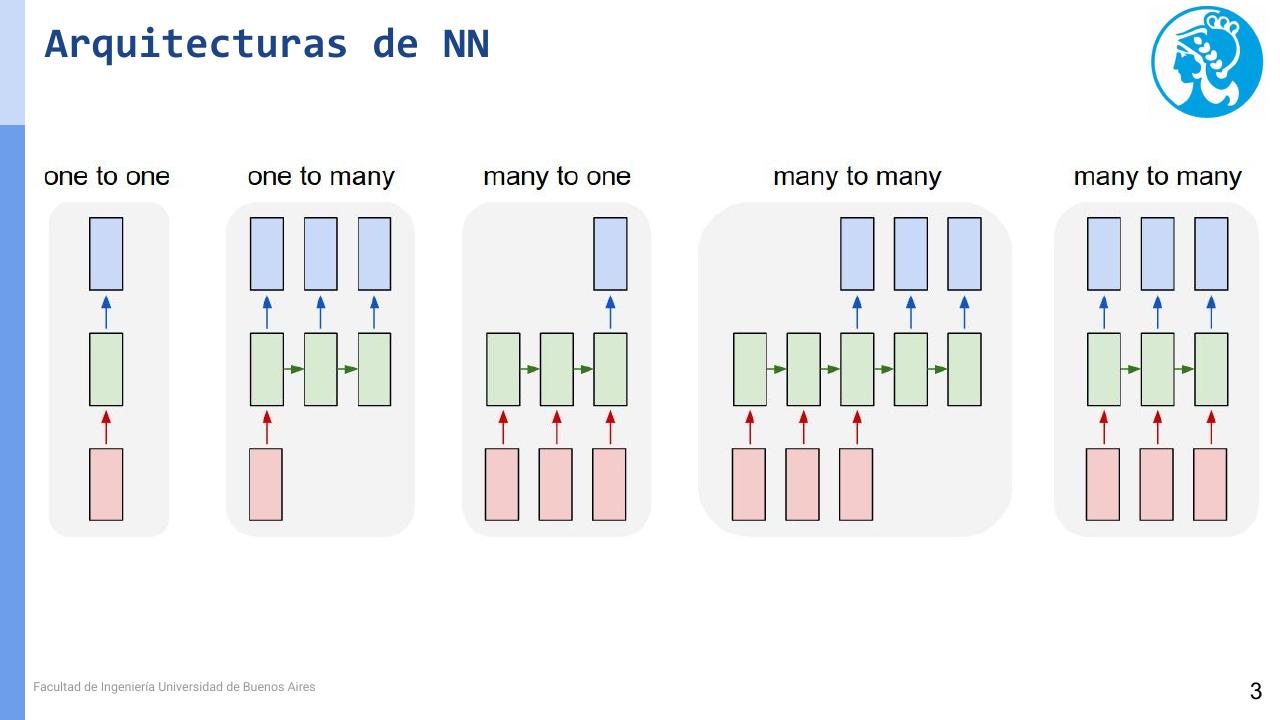 Arquitecturas de NN
one to one
one to many
many to one
many to many
many to many
Facultad de Ingeniería Universidad de Buenos Aires
3